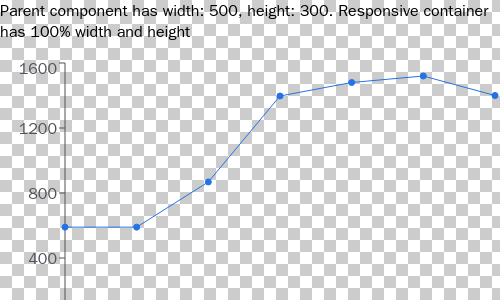 Parent component has width: 500, height: 300. Responsive container
has 100% width and height
1600
1200
800
400